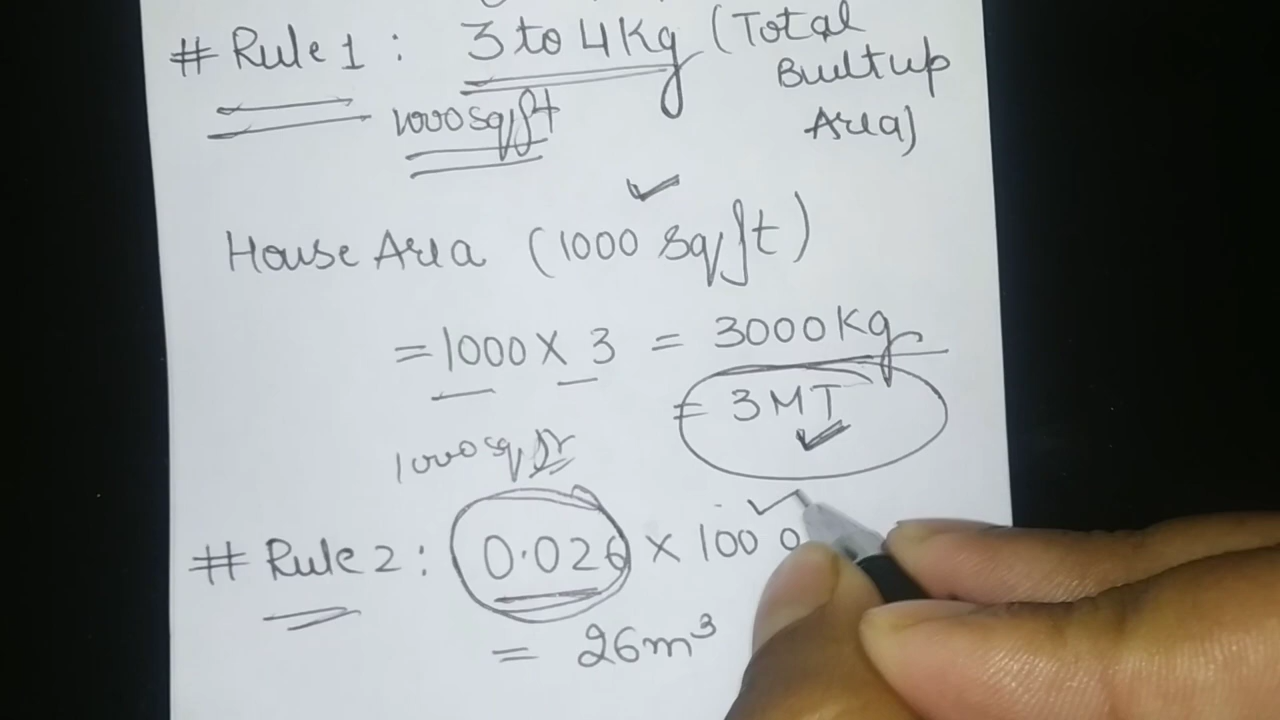 # Rule 1 : 3 to 4 Kg (Total
Builtup
Area)
1000 sqft
House Area (1000 sqft)
= 1000 X 3 = 3000 Kg
= 3 MT
1000 sqft
# Rule 2 : 0.026 X 1000
= 26m³